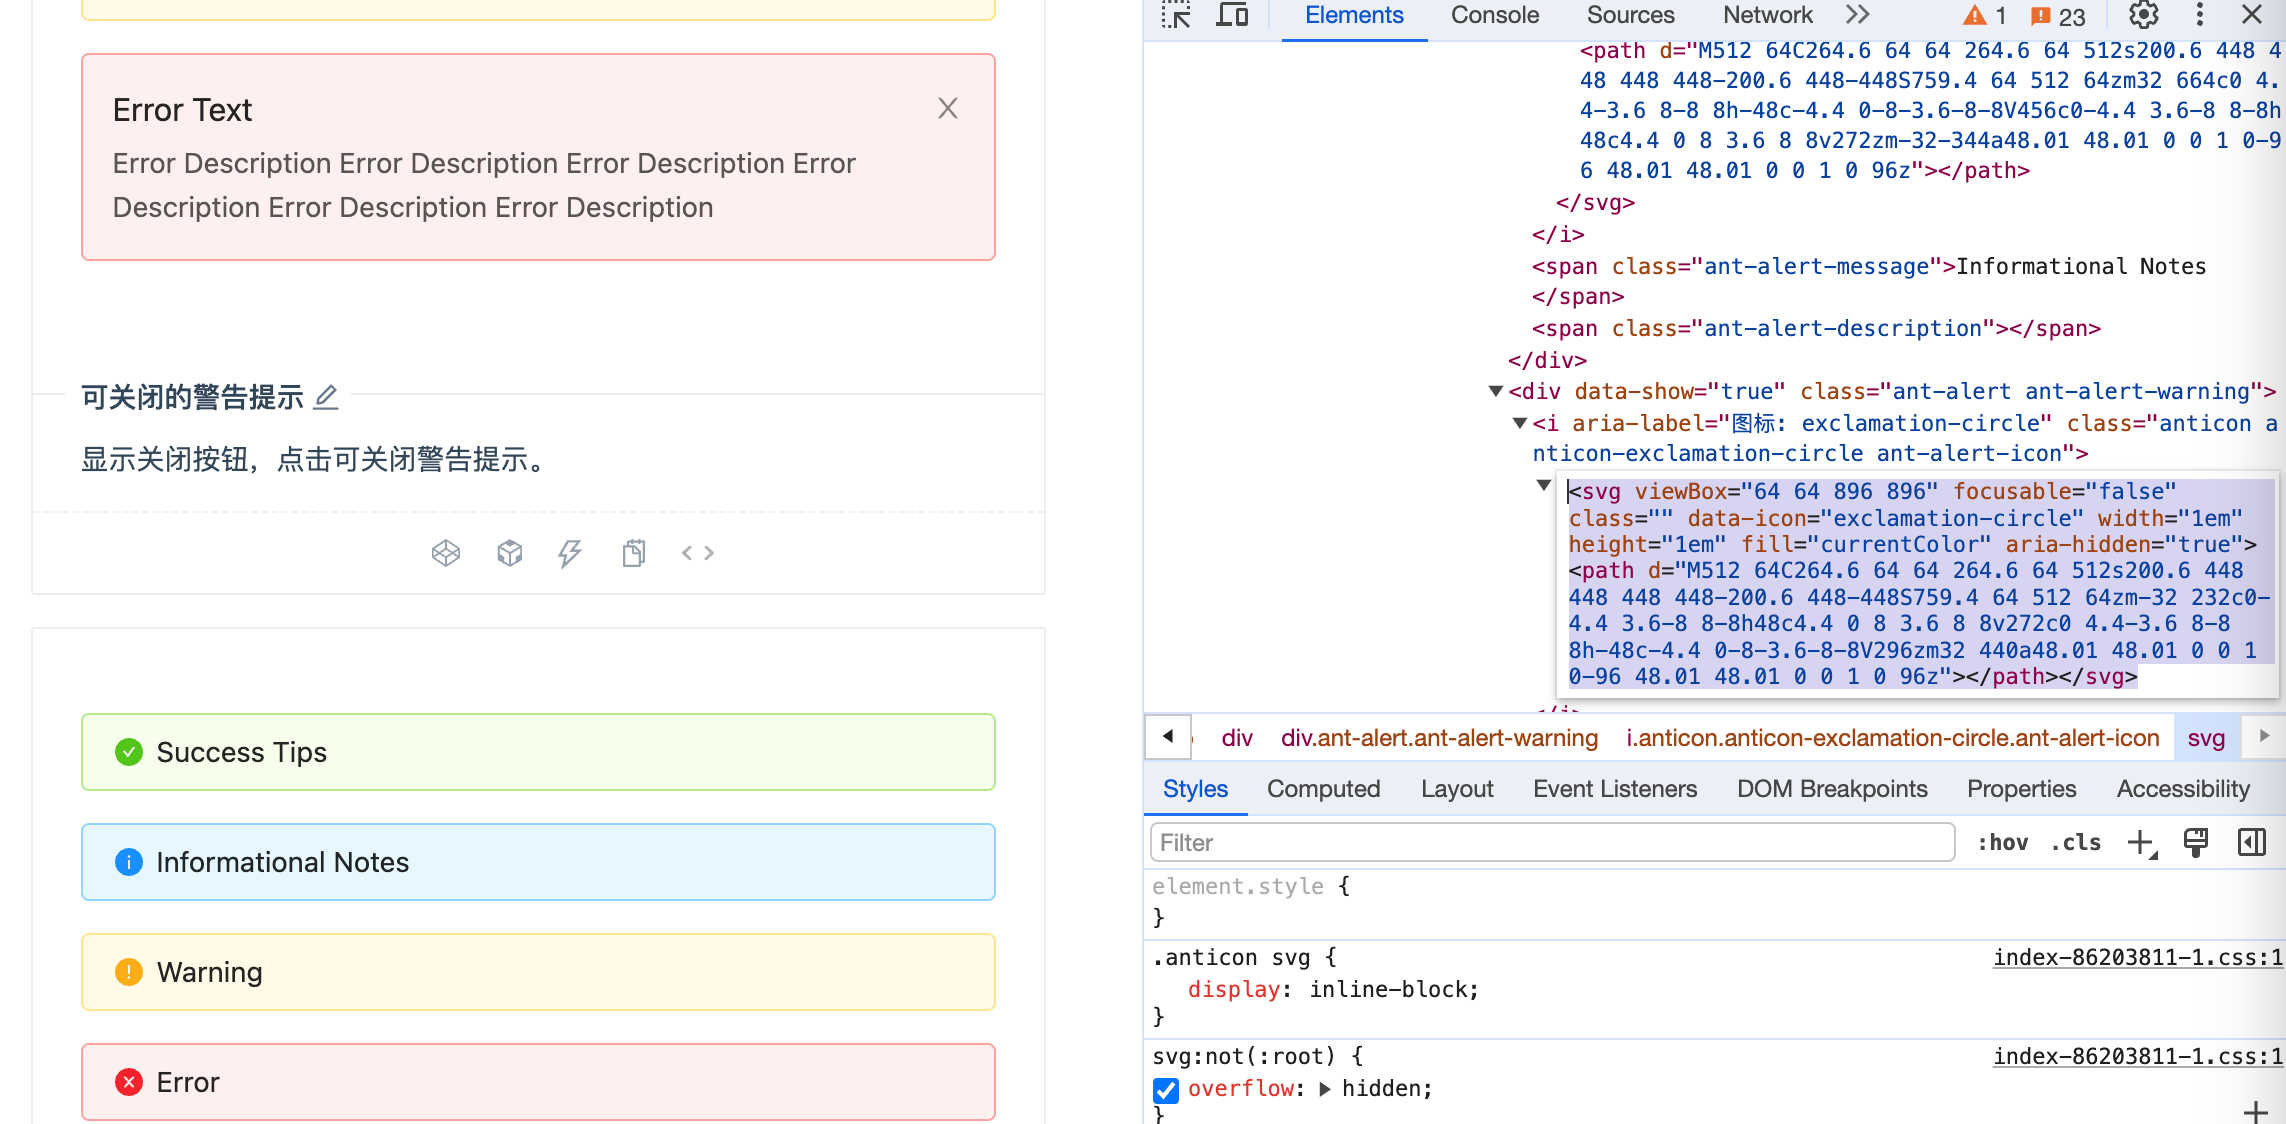 Error Text
Error Description Error Description Error Description Error
Description Error Description Error Description
可关闭的警告提示
显示关闭按钮，点击可关闭警告提示。
Success Tips
Informational Notes
Warning
Error
Elements Console Sources Network 1 23
<path d="M512 64C264.6 64 64 264.6 64 512s200.6 448 4
48 448 448-200.6 448-448S759.4 64 512 64zm32 664c0 4.
4-3.6 8-8 8h-48c-4.4 0-8-3.6-8-8V456c0-4.4 3.6-8 8-8h
48c4.4 0 8 3.6 8 8v272zm-32-344a48.01 48.01 0 0 1 0-9
6 48.01 48.01 0 0 1 0 96z"></path>
</svg>
</i>
<span class="ant-alert-message">Informational Notes
</span>
<span class="ant-alert-description"></span>
</div>
<div data-show="true" class="ant-alert ant-alert-warning">
<i aria-label="图标: exclamation-circle" class="anticon a
nticon-exclamation-circle ant-alert-icon">
<svg viewBox="64 64 896 896" focusable="false"
class="" data-icon="exclamation-circle" width="1em"
height="1em" fill="currentColor" aria-hidden="true">
<path d="M512 64C264.6 64 64 264.6 64 512s200.6 448
448 448 448-200.6 448-448S759.4 64 512 64zm-32 232c0-
4.4 3.6-8 8-8h48c4.4 0 8 3.6 8 8v272c0 4.4-3.6 8-8
8h-48c-4.4 0-8-3.6-8-8V296zm32 440a48.01 48.01 0 0 1
0-96 48.01 48.01 0 0 1 0 96z"></path></svg>
</i>
div div.ant-alert.ant-alert-warning i.anticon.anticon-exclamation-circle.ant-alert-icon svg
Styles Computed Layout Event Listeners DOM Breakpoints Properties Accessibility
Filter :hov .cls
element.style {
}
.anticon svg { index-86203811-1.css:1
display: inline-block;
}
svg:not(:root) { index-86203811-1.css:1
overflow: hidden;
}